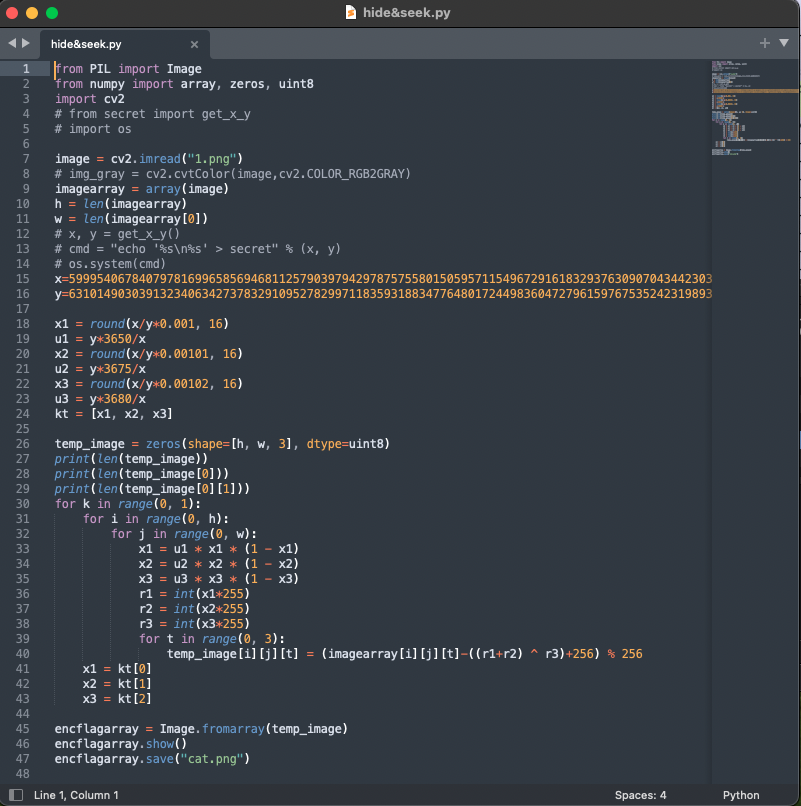 hide&seek.py
hide&seek.py
1 from PIL import Image
2 from numpy import array, zeros, uint8
3 import cv2
4 # from secret import get_x_y
5 # import os
6
7 image = cv2.imread("1.png")
8 # img_gray = cv2.cvtColor(image,cv2.COLOR_RGB2GRAY)
9 imagearray = array(image)
10 h = len(imagearray)
11 w = len(imagearray[0])
12 # x, y = get_x_y()
13 # cmd = "echo '%s\n%s' > secret" % (x, y)
14 # os.system(cmd)
15 x=5999540678407978169965856946811257903979429787575580150595711549672916183293763090704344230​3
16 y=6310149030391323406342737832910952782997118359318834776480172449836047279615976753524231989​3
17
18 x1 = round(x/y*0.001, 16)
19 u1 = y*3650/x
20 x2 = round(x/y*0.00101, 16)
21 u2 = y*3675/x
22 x3 = round(x/y*0.00102, 16)
23 u3 = y*3680/x
24 kt = [x1, x2, x3]
25
26 temp_image = zeros(shape=[h, w, 3], dtype=uint8)
27 print(len(temp_image))
28 print(len(temp_image[0]))
29 print(len(temp_image[0][1]))
30 for k in range(0, 1):
31     for i in range(0, h):
32         for j in range(0, w):
33             x1 = u1 * x1 * (1 - x1)
34             x2 = u2 * x2 * (1 - x2)
35             x3 = u3 * x3 * (1 - x3)
36             r1 = int(x1*255)
37             r2 = int(x2*255)
38             r3 = int(x3*255)
39             for t in range(0, 3):
40                 temp_image[i][j][t] = (imagearray[i][j][t]-((r1+r2) ^ r3)+256) % 256
41     x1 = kt[0]
42     x2 = kt[1]
43     x3 = kt[2]
44
45 encflagarray = Image.fromarray(temp_image)
46 encflagarray.show()
47 encflagarray.save("cat.png")
48
Line 1, Column 1
Spaces: 4
Python